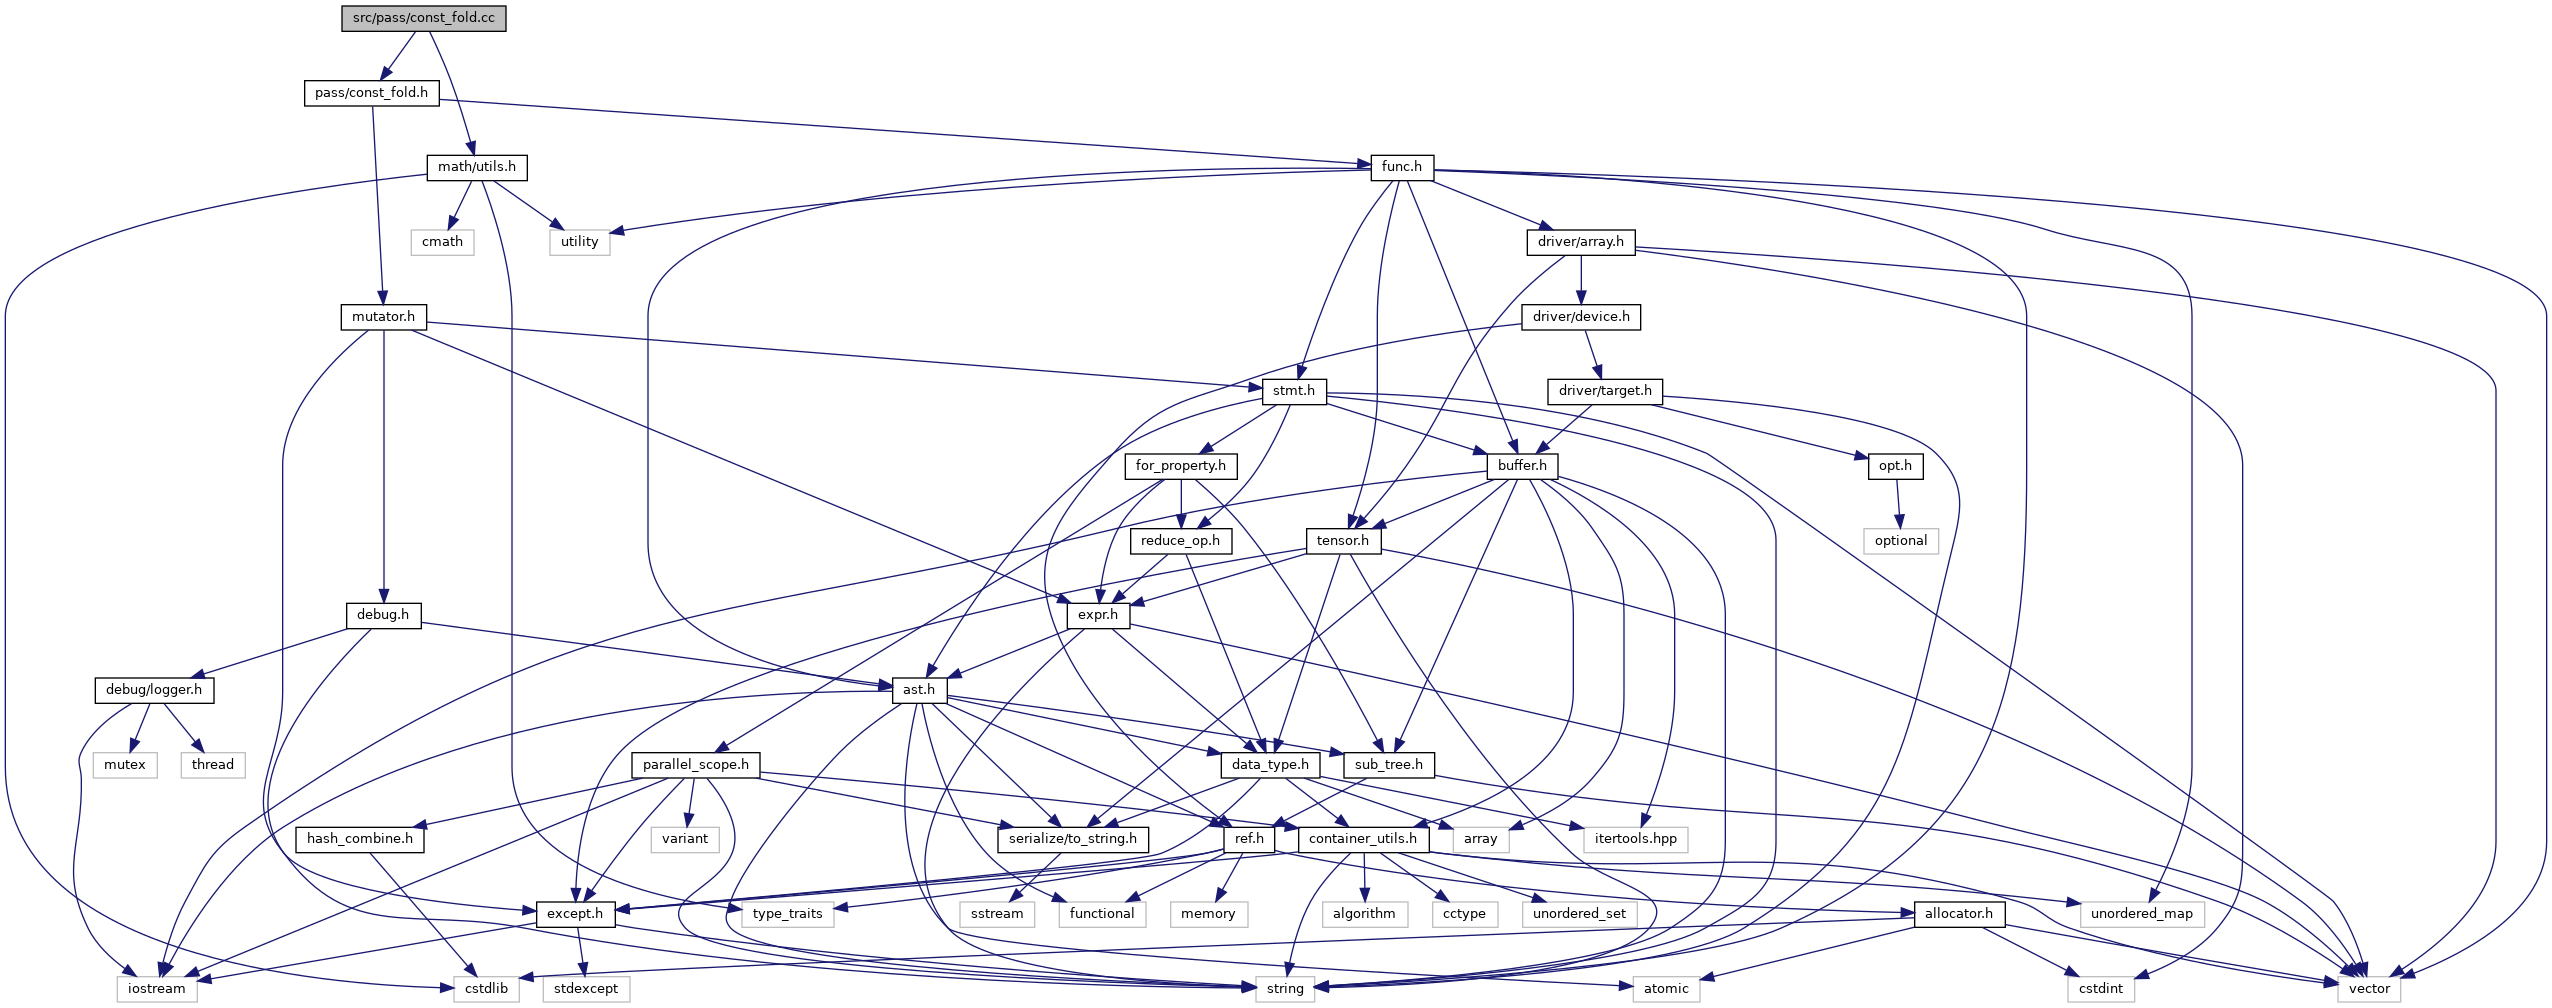 src/pass/const_fold.cc
pass/const_fold.h
math/utils.h
func.h
cmath
utility
driver/array.h
mutator.h
driver/device.h
stmt.h
driver/target.h
for_property.h
buffer.h
opt.h
reduce_op.h
tensor.h
optional
debug.h
expr.h
debug/logger.h
ast.h
mutex
thread
parallel_scope.h
data_type.h
sub_tree.h
hash_combine.h
variant
serialize/to_string.h
ref.h
container_utils.h
array
itertools.hpp
except.h
type_traits
sstream
functional
memory
algorithm
cctype
unordered_set
allocator.h
unordered_map
iostream
cstdlib
stdexcept
string
atomic
cstdint
vector